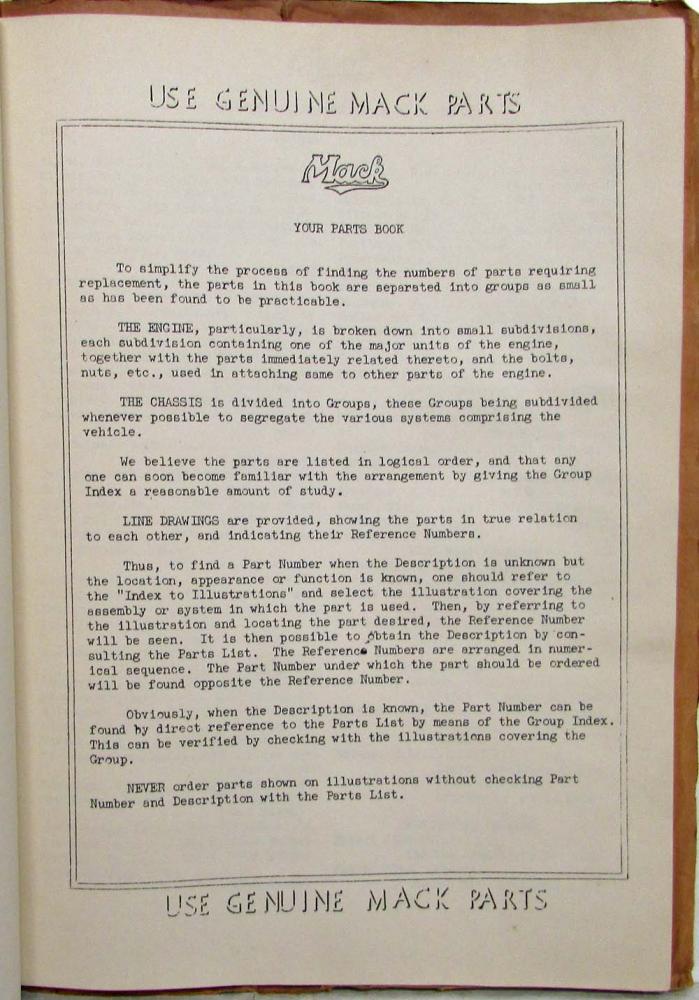 USE GENUINE MACK PARTS
Mack
YOUR PARTS BOOK
To simplify the process of finding the numbers of parts requiring
replacement, the parts in this book are separated into groups as small
as has been found to be practicable.
THE ENGINE, particularly, is broken down into small subdivisions,
each subdivision containing one of the major units of the engine,
together with the parts immediately related thereto, and the bolts,
nuts, etc., used in attaching same to other parts of the engine.
THE CHASSIS is divided into Groups, these Groups being subdivided
whenever possible to segregate the various systems comprising the
vehicle.
We believe the parts are listed in logical order, and that any
one can soon become familiar with the arrangement by giving the Group
Index a reasonable amount of study.
LINE DRAWINGS are provided, showing the parts in true relation
to each other, and indicating their Reference Numbers.
Thus, to find a Part Number when the Description is unknown but
the location, appearance or function is known, one should refer to
the "Index to Illustrations" and select the illustration covering the
assembly or system in which the part is used. Then, by referring to
the illustration and locating the part desired, the Reference Number
will be seen. It is then possible to obtain the Description by con-
sulting the Parts List. The Reference Numbers are arranged in numer-
ical sequence. The Part Number under which the part should be ordered
will be found opposite the Reference Number.
Obviously, when the Description is known, the Part Number can be
found by direct reference to the Parts List by means of the Group Index.
This can be verified by checking with the illustrations covering the
Group.
NEVER order parts shown on illustrations without checking Part
Number and Description with the Parts List.
USE GENUINE MACK PARTS